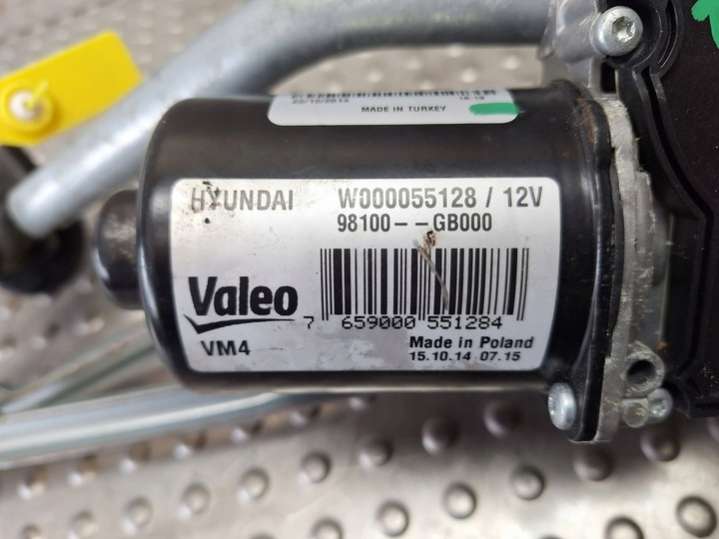 MADE IN TURKEY
HYUNDAI W000055128 / 12V
98100--GB000
Valeo
7 659000 551284
VM4 Made in Poland
15.10.14 07.15